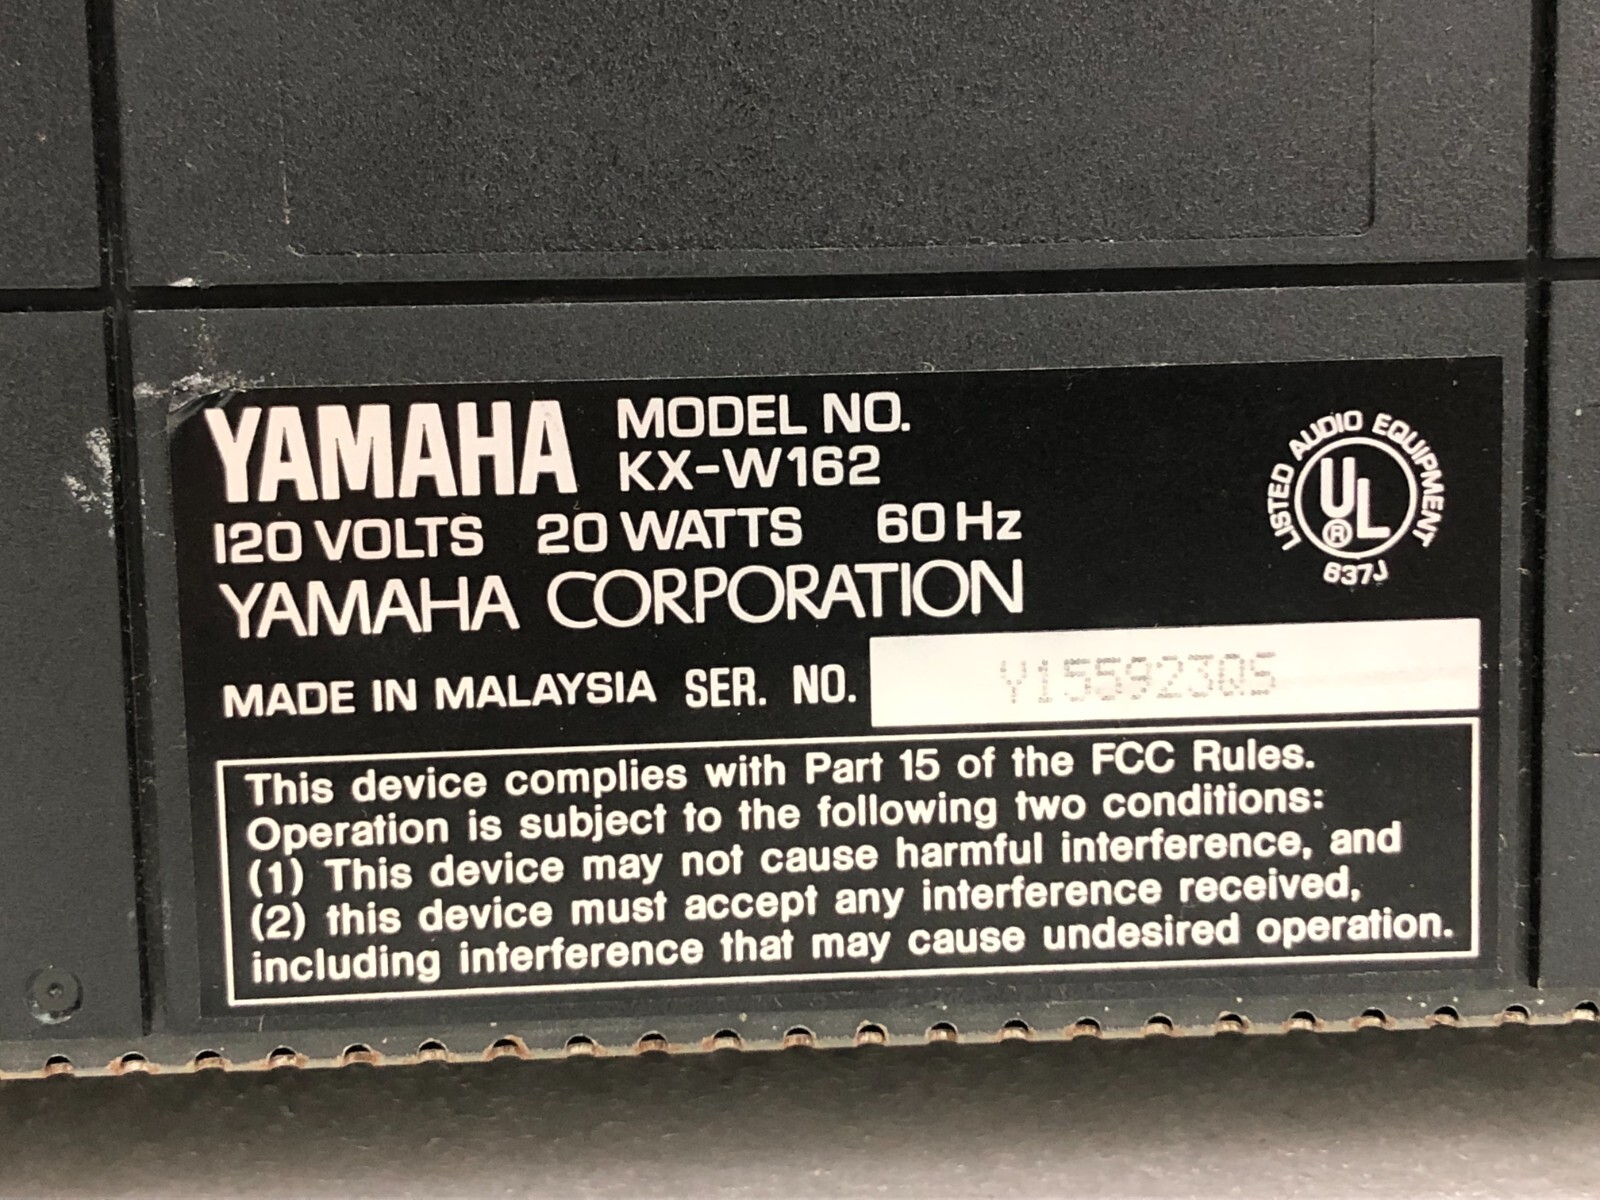 YAMAHA MODEL NO.
KX-W162
120 VOLTS 20 WATTS 60 Hz
YAMAHA CORPORATION
MADE IN MALAYSIA SER. NO. Y155923QS
LISTED AUDIO EQUIPMENT
UL®
637J
This device complies with Part 15 of the FCC Rules.
Operation is subject to the following two conditions:
(1) This device may not cause harmful interference, and
(2) this device must accept any interference received,
including interference that may cause undesired operation.